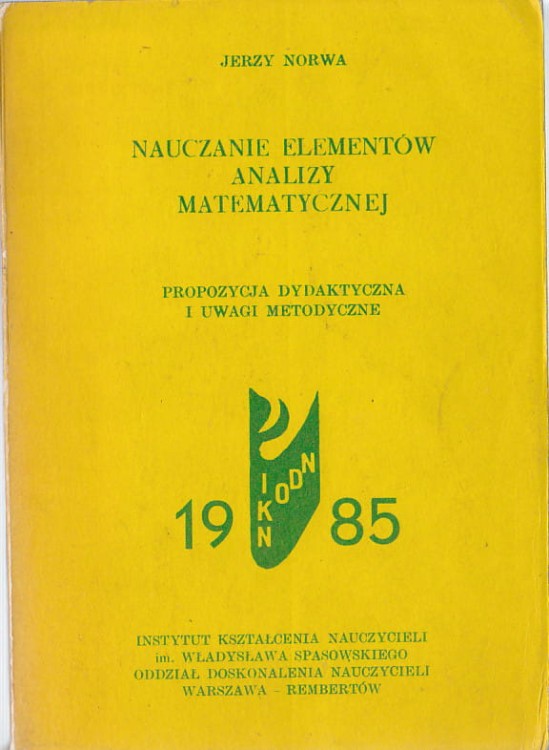 JERZY NORWA
NAUCZANIE ELEMENTÓW
ANALIZY
MATEMATYCZNEJ
PROPOZYCJA DYDAKTYCZNA
I UWAGI METODYCZNE
IKN
ODN
19 85
INSTYTUT KSZTAŁCENIA NAUCZYCIELI
im. WŁADYSŁAWA SPASOWSKIEGO
ODDZIAŁ DOSKONALENIA NAUCZYCIELI
WARSZAWA – REMBERTÓW